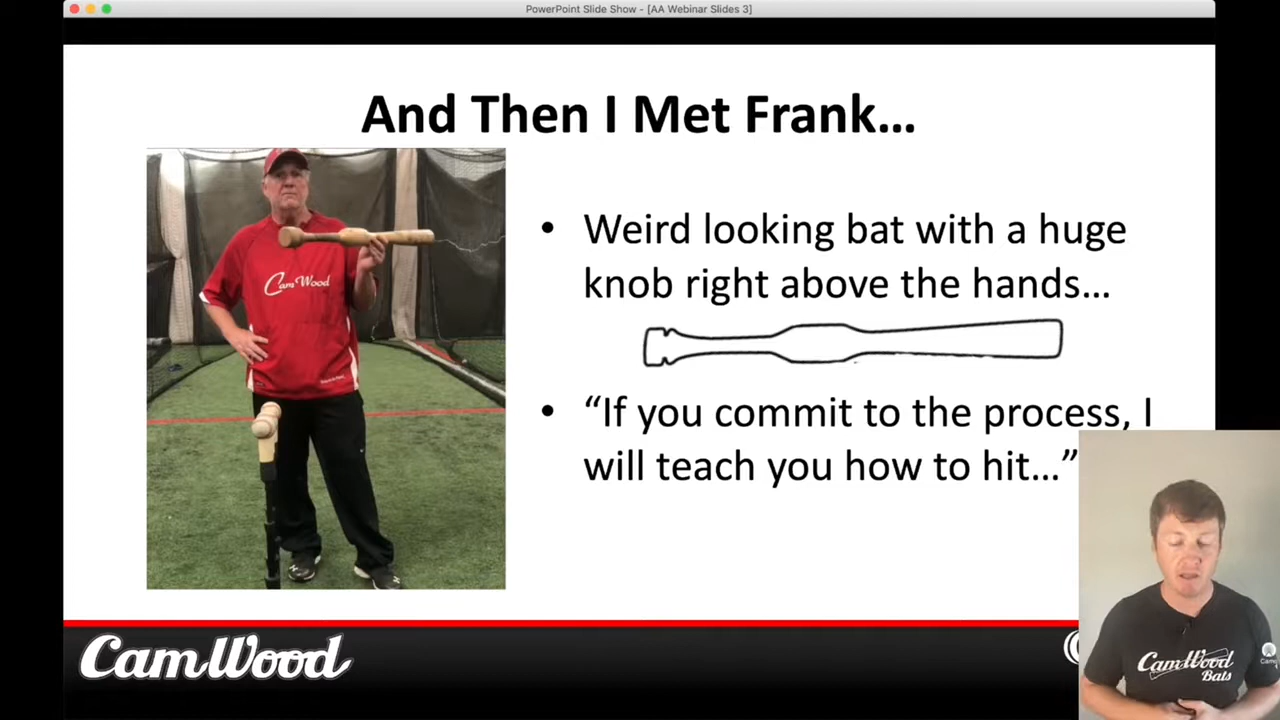 PowerPoint Slide Show - [AA Webinar Slides 3]
And Then I Met Frank...
• Weird looking bat with a huge
knob right above the hands...
• “If you commit to the process, I
will teach you how to hit...”
CamWood
CamWood
CamWood
Bats